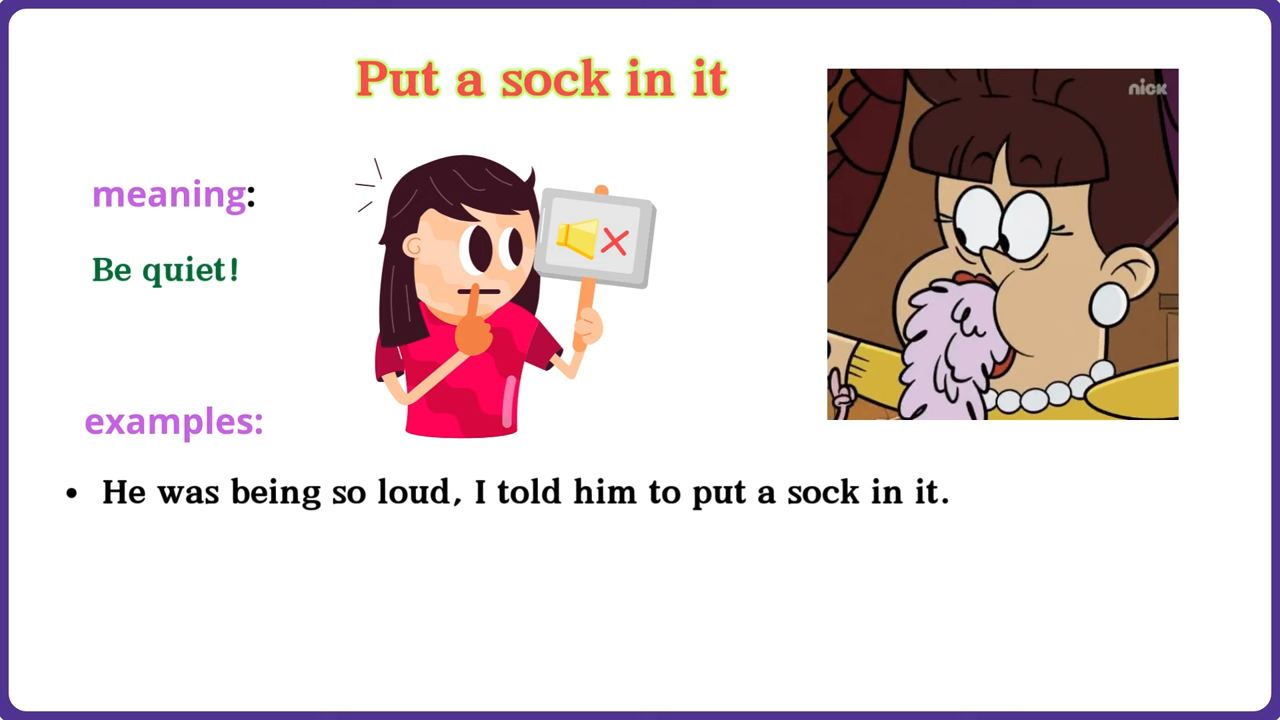 Put a sock in it
nick
meaning:
Be quiet!
examples:
• He was being so loud, I told him to put a sock in it.